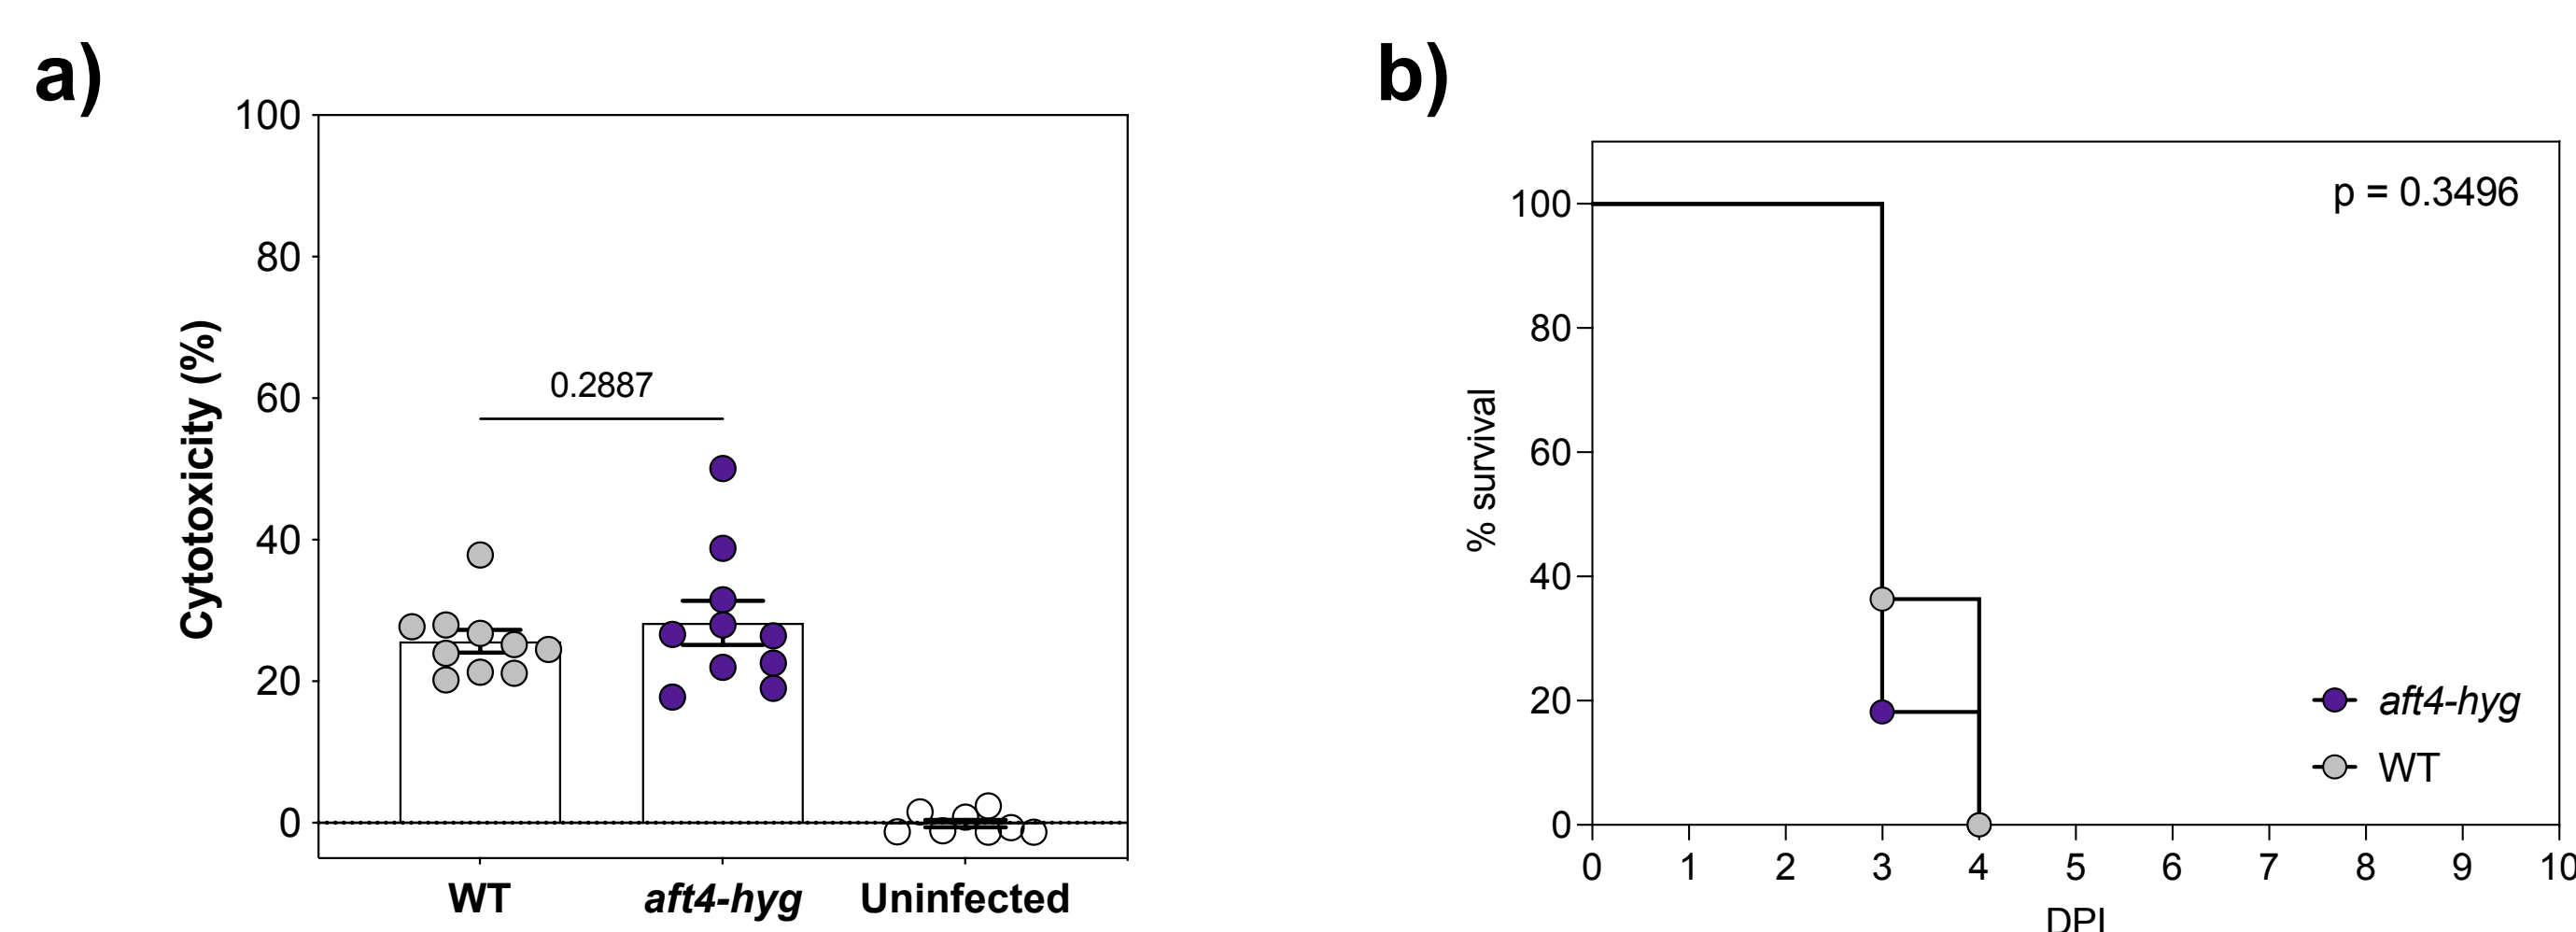 a)
100
80
60
40
20
0
Cytotoxicity (%)
0.2887
WT
aft4-hyg
Uninfected
b)
100
80
60
40
20
0
% survival
p = 0.3496
aft4-hyg
WT
0 1 2 3 4 5 6 7 8 9 10
DPI